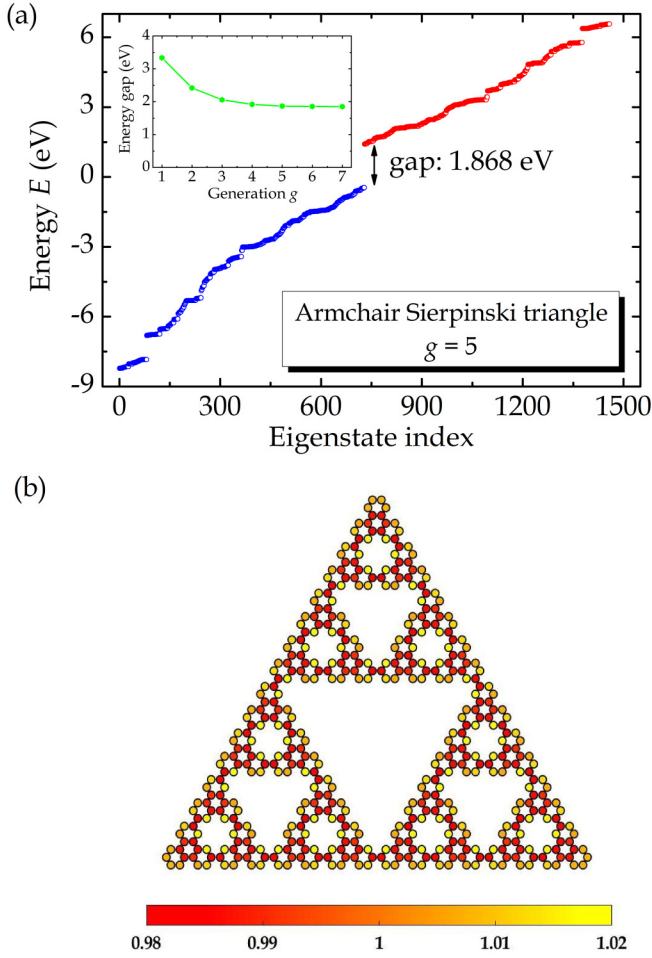 (a)
Energy E (eV)
6
3
0
-3
-6
-9
Energy gap (eV)
4
3
2
1
0
1 2 3 4 5 6 7
Generation g
gap: 1.868 eV
Armchair Sierpinski triangle
g = 5
0 300 600 900 1200 1500
Eigenstate index
(b)
0.98 0.99 1 1.01 1.02